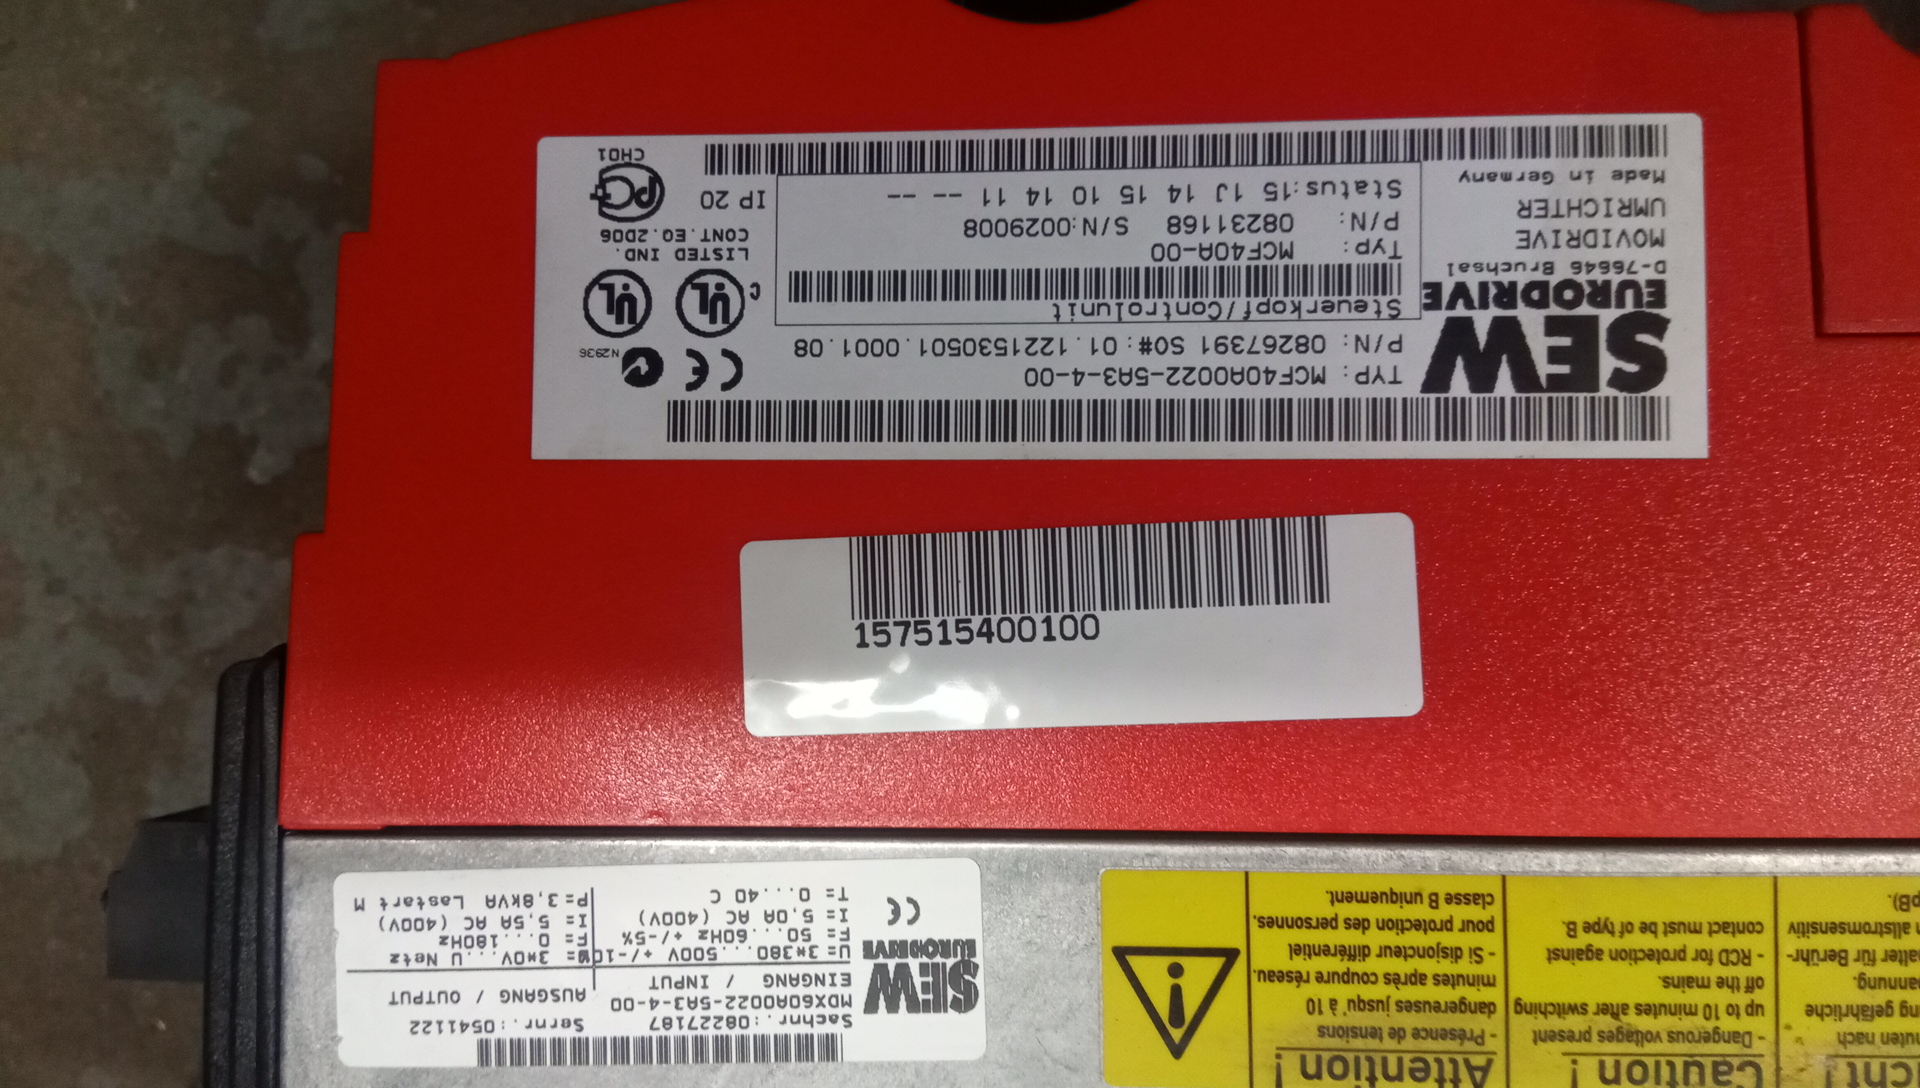 SEW
EURODRIVE
D-76646 Bruchsal
MOVIDRIVE
UMRICHTER
Made in Germany
TYP: MCF40A0022-5A3-4-00
P/N: 08267391 SO#: 01.1221530501.0001.08
Steuerkopf/Controlunit
Typ: MCF40A-00
P/N: 08231168 S/N:0029008
Status:15 1J 14 15 10 14 11 -- --
CE
N2936
C UL UL
LISTED IND.
CONT.EQ.2D06
IP 20
PC
CH01
157515400100
Sachnr.:08227187 Sernr.:0541122
SEW
EURODRIVE
CE
MDX60A0022-5A3-4-00
EINGANG / INPUT
AUSGANG / OUTPUT
U= 3*380...500V +/-10%
F= 50...60Hz +/-5%
I= 5,0A AC (400V)
T= 0...40 C
U= 3*0V...U Netz
F= 0...180Hz
I= 5,5A AC (400V)
P= 3,8kVA Lastart M
Caution !
- Dangerous voltages present
up to 10 minutes after switching
off the mains.
- RCD for protection against
contact must be of type B.
Attention !
- Présence de tensions
dangereuses jusqu' à 10
minutes après coupure réseau.
- Si disjoncteur différentiel
pour protection des personnes,
classe B uniquement.